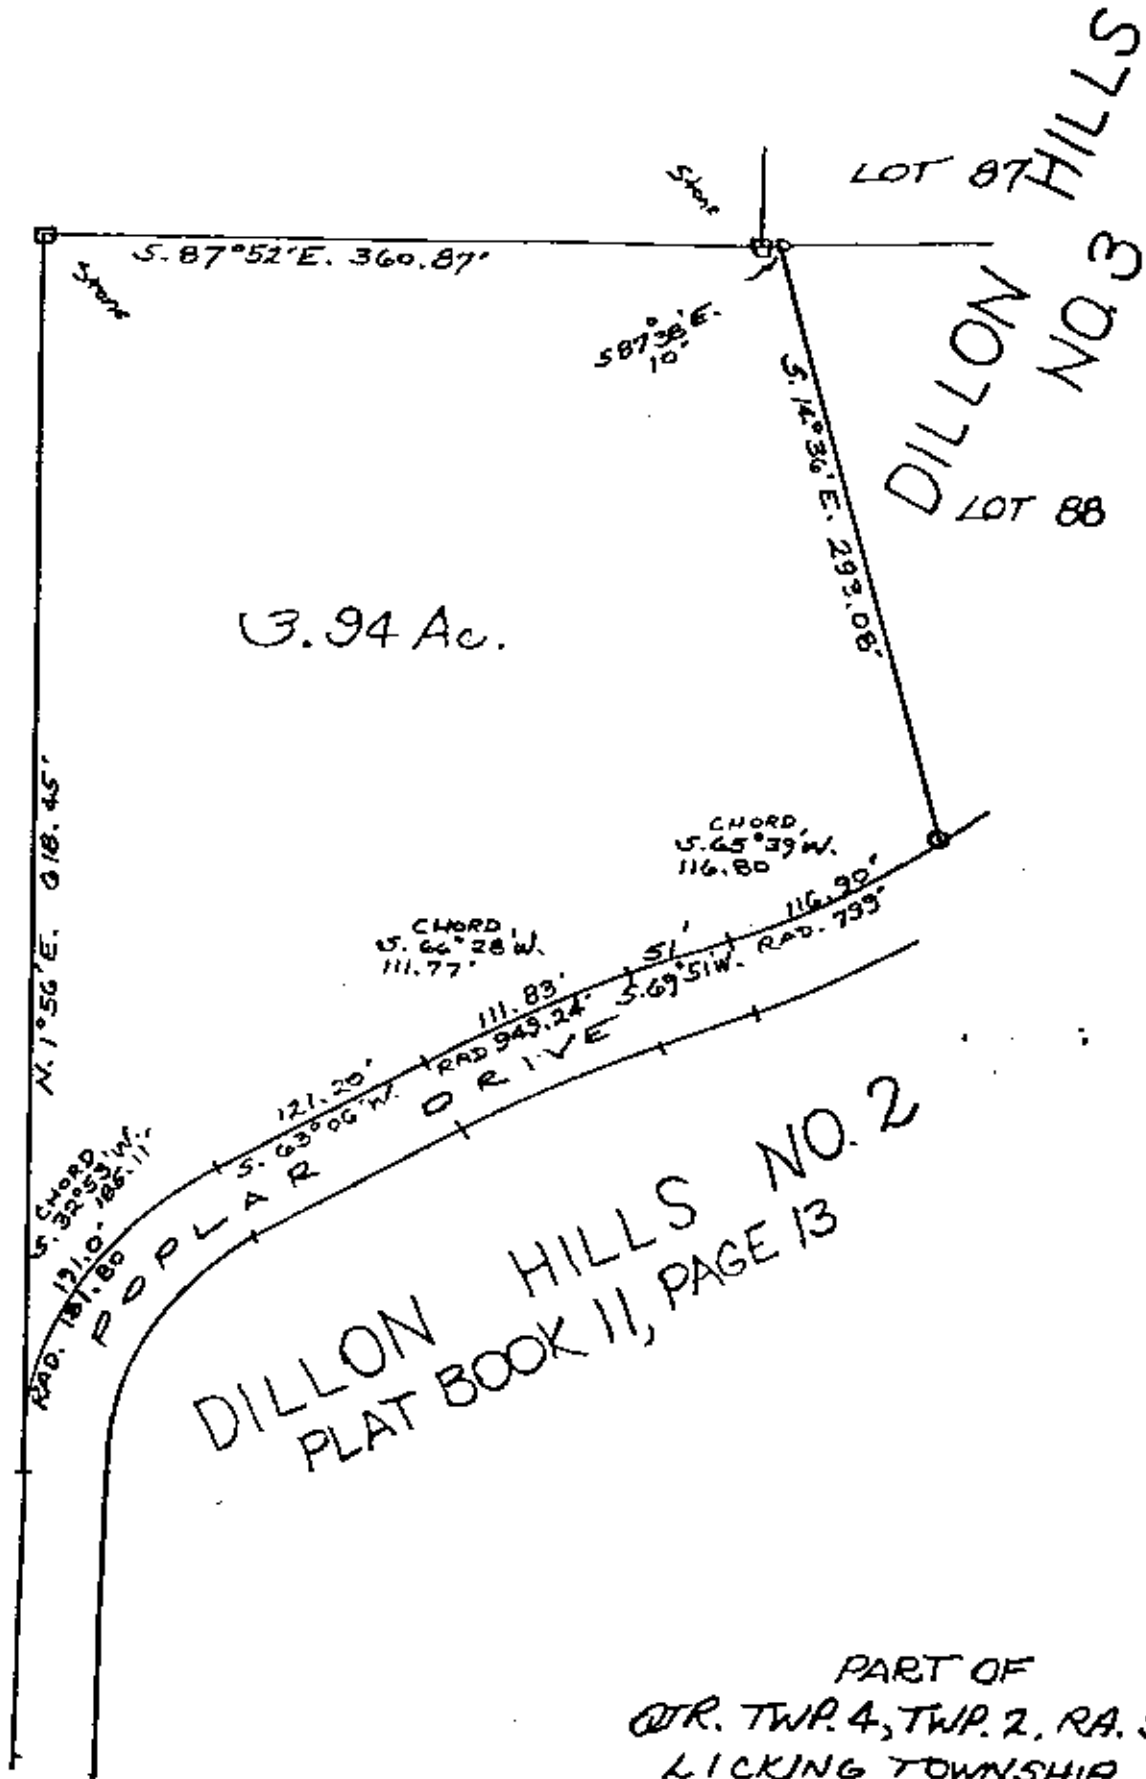 LOT 87
DILLON HILLS
NO. 3
Stone
S. 87°52'E. 360.87'
Stone
S 87°38'E.
10'
S. 14°36'E. 299.08'
LOT 88
3.94 Ac.
N. 1°56'E. 618.45'
CHORD
S. 65°39'W.
116.80
116.90'
RAD. 799'
CHORD
S. 66°28'W.
111.77'
51'
S. 69°51'W.
111.83'
RAD 949.24'
121.20'
S. 63°06'W.
POPLAR DRIVE
CHORD
S. 32°59'W.
186.11'
191.0'
RAD. 181.80
DILLON HILLS NO. 2
PLAT BOOK 11, PAGE 13
PART OF
QTR. TWP. 4, TWP. 2, RA.
LICKING TOWNSHIP